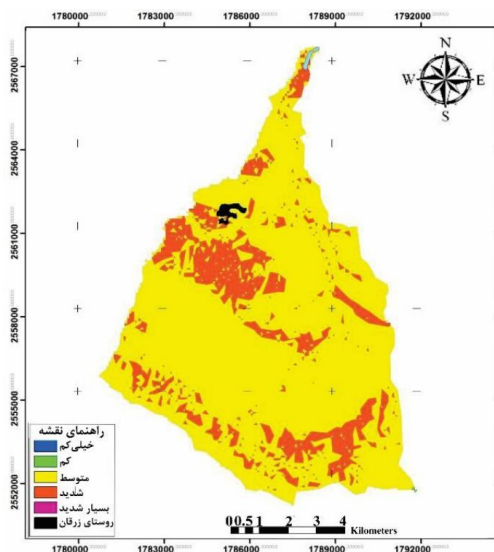 1780000 1783000 1786000 1789000 1792000
N
W E
S
2567000
2564000
2561000
2558000
2555000
2552000
راهنمای نقشه
خیلی کم
کم
متوسط
شدید
بسیار شدید
روستای زرقان
0 0.5 1 2 3 4
Kilometers
1780000 1783000 1786000 1789000 1792000